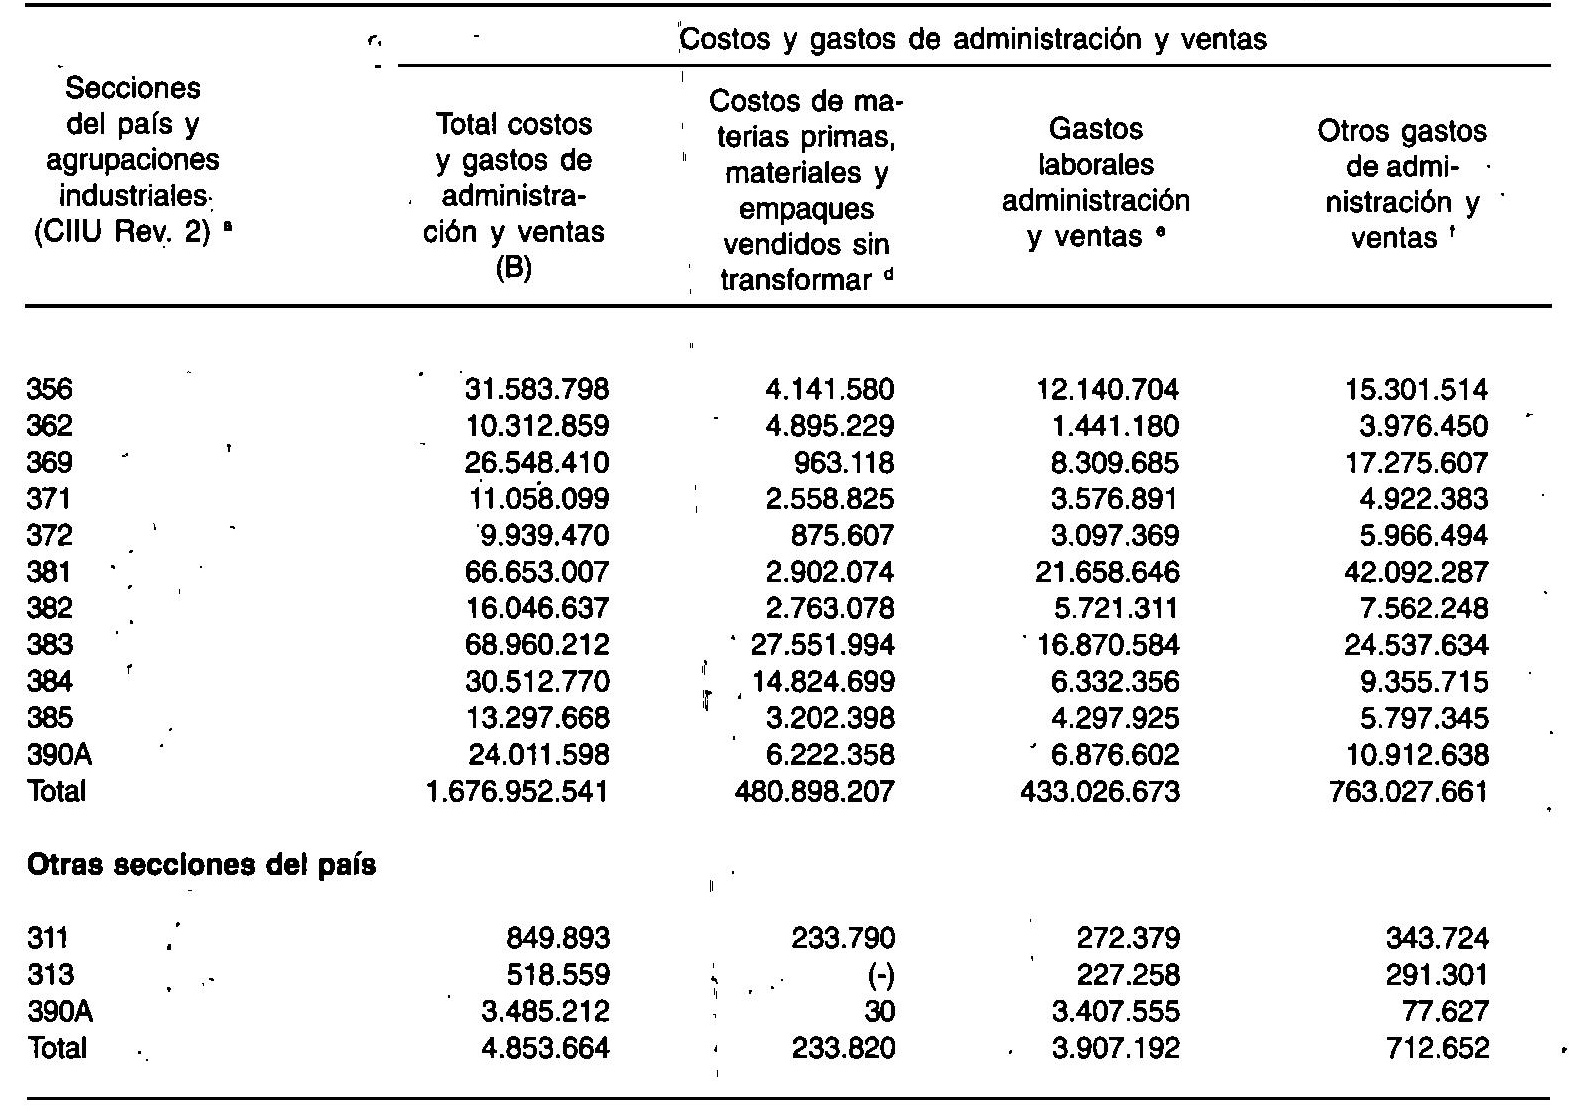 Costos y gastos de administración y ventas
Secciones
del país y
agrupaciones
industriales
(CIIU Rev. 2) a
Total costos
y gastos de
administra-
ción y ventas
(B)
Costos de ma-
terias primas,
materiales y
empaques
vendidos sin
transformar d
Gastos
laborales
administración
y ventas e
Otros gastos
de admi-
nistración y
ventas f
356 31.583.798 4.141.580 12.140.704 15.301.514
362 10.312.859 4.895.229 1.441.180 3.976.450
369 26.548.410 963.118 8.309.685 17.275.607
371 11.058.099 2.558.825 3.576.891 4.922.383
372 9.939.470 875.607 3.097.369 5.966.494
381 66.653.007 2.902.074 21.658.646 42.092.287
382 16.046.637 2.763.078 5.721.311 7.562.248
383 68.960.212 27.551.994 16.870.584 24.537.634
384 30.512.770 14.824.699 6.332.356 9.355.715
385 13.297.668 3.202.398 4.297.925 5.797.345
390A 24.011.598 6.222.358 6.876.602 10.912.638
Total 1.676.952.541 480.898.207 433.026.673 763.027.661
Otras secciones del país
311 849.893 233.790 272.379 343.724
313 518.559 (-) 227.258 291.301
390A 3.485.212 30 3.407.555 77.627
Total 4.853.664 233.820 3.907.192 712.652